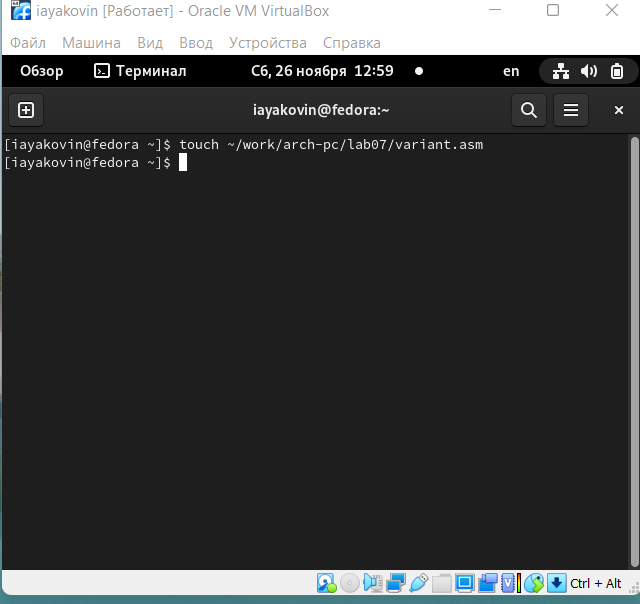 iayakovin [Работает] - Oracle VM VirtualBox
Файл Машина Вид Ввод Устройства Справка
Обзор Терминал Сб, 26 ноября 12:59 en
iayakovin@fedora:~
[iayakovin@fedora ~]$ touch ~/work/arch-pc/lab07/variant.asm
[iayakovin@fedora ~]$
Ctrl + Alt